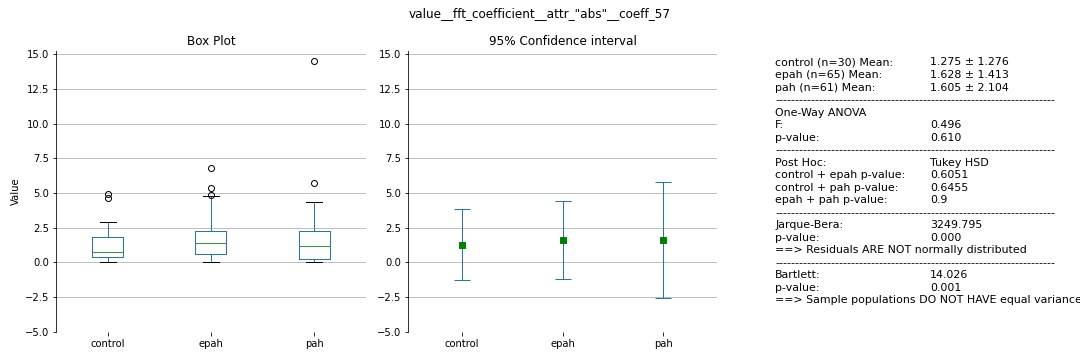 value__fft_coefficient__attr_"abs"__coeff_57
Box Plot
Value
15.0
12.5
10.0
7.5
5.0
2.5
0.0
−2.5
−5.0
control epah pah
95% Confidence interval
15.0
12.5
10.0
7.5
5.0
2.5
0.0
−2.5
−5.0
control epah pah
control (n=30) Mean: 1.275 ± 1.276
epah (n=65) Mean: 1.628 ± 1.413
pah (n=61) Mean: 1.605 ± 2.104
One-Way ANOVA
F: 0.496
p-value: 0.610
Post Hoc: Tukey HSD
control + epah p-value: 0.6051
control + pah p-value: 0.6455
epah + pah p-value: 0.9
Jarque-Bera: 3249.795
p-value: 0.000
==> Residuals ARE NOT normally distributed
Bartlett: 14.026
p-value: 0.001
==> Sample populations DO NOT HAVE equal variance